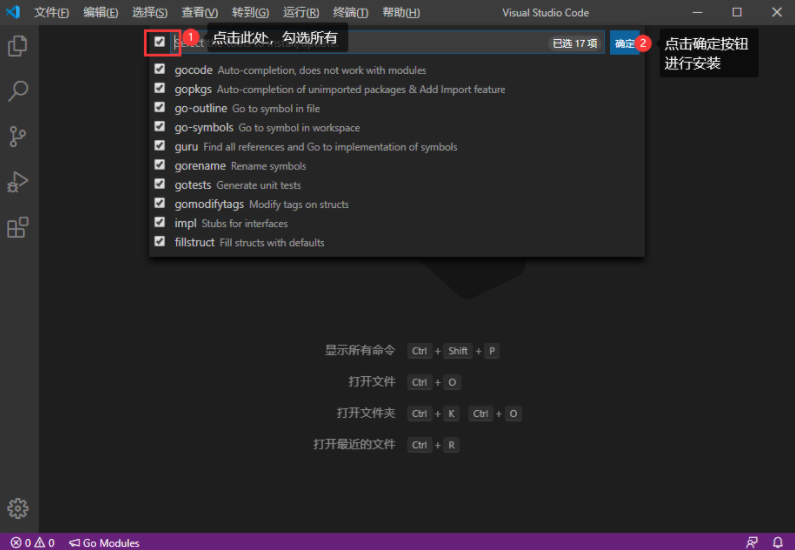 文件(F) 编辑(E) 选择(S) 查看(V) 转到(G) 运行(R) 终端(T) 帮助(H) Visual Studio Code
1 点击此处，勾选所有
Select
已选 17 项
确定
2 点击确定按钮
进行安装
gocode Auto-completion, does not work with modules
gopkgs Auto-completion of unimported packages & Add Import feature
go-outline Go to symbol in file
go-symbols Go to symbol in workspace
guru Find all references and Go to implementation of symbols
gorename Rename symbols
gotests Generate unit tests
gomodifytags Modify tags on structs
impl Stubs for interfaces
fillstruct Fill structs with defaults
显示所有命令 Ctrl + Shift + P
打开文件 Ctrl + O
打开文件夹 Ctrl + K Ctrl + O
打开最近的文件 Ctrl + R
0 0 Go Modules